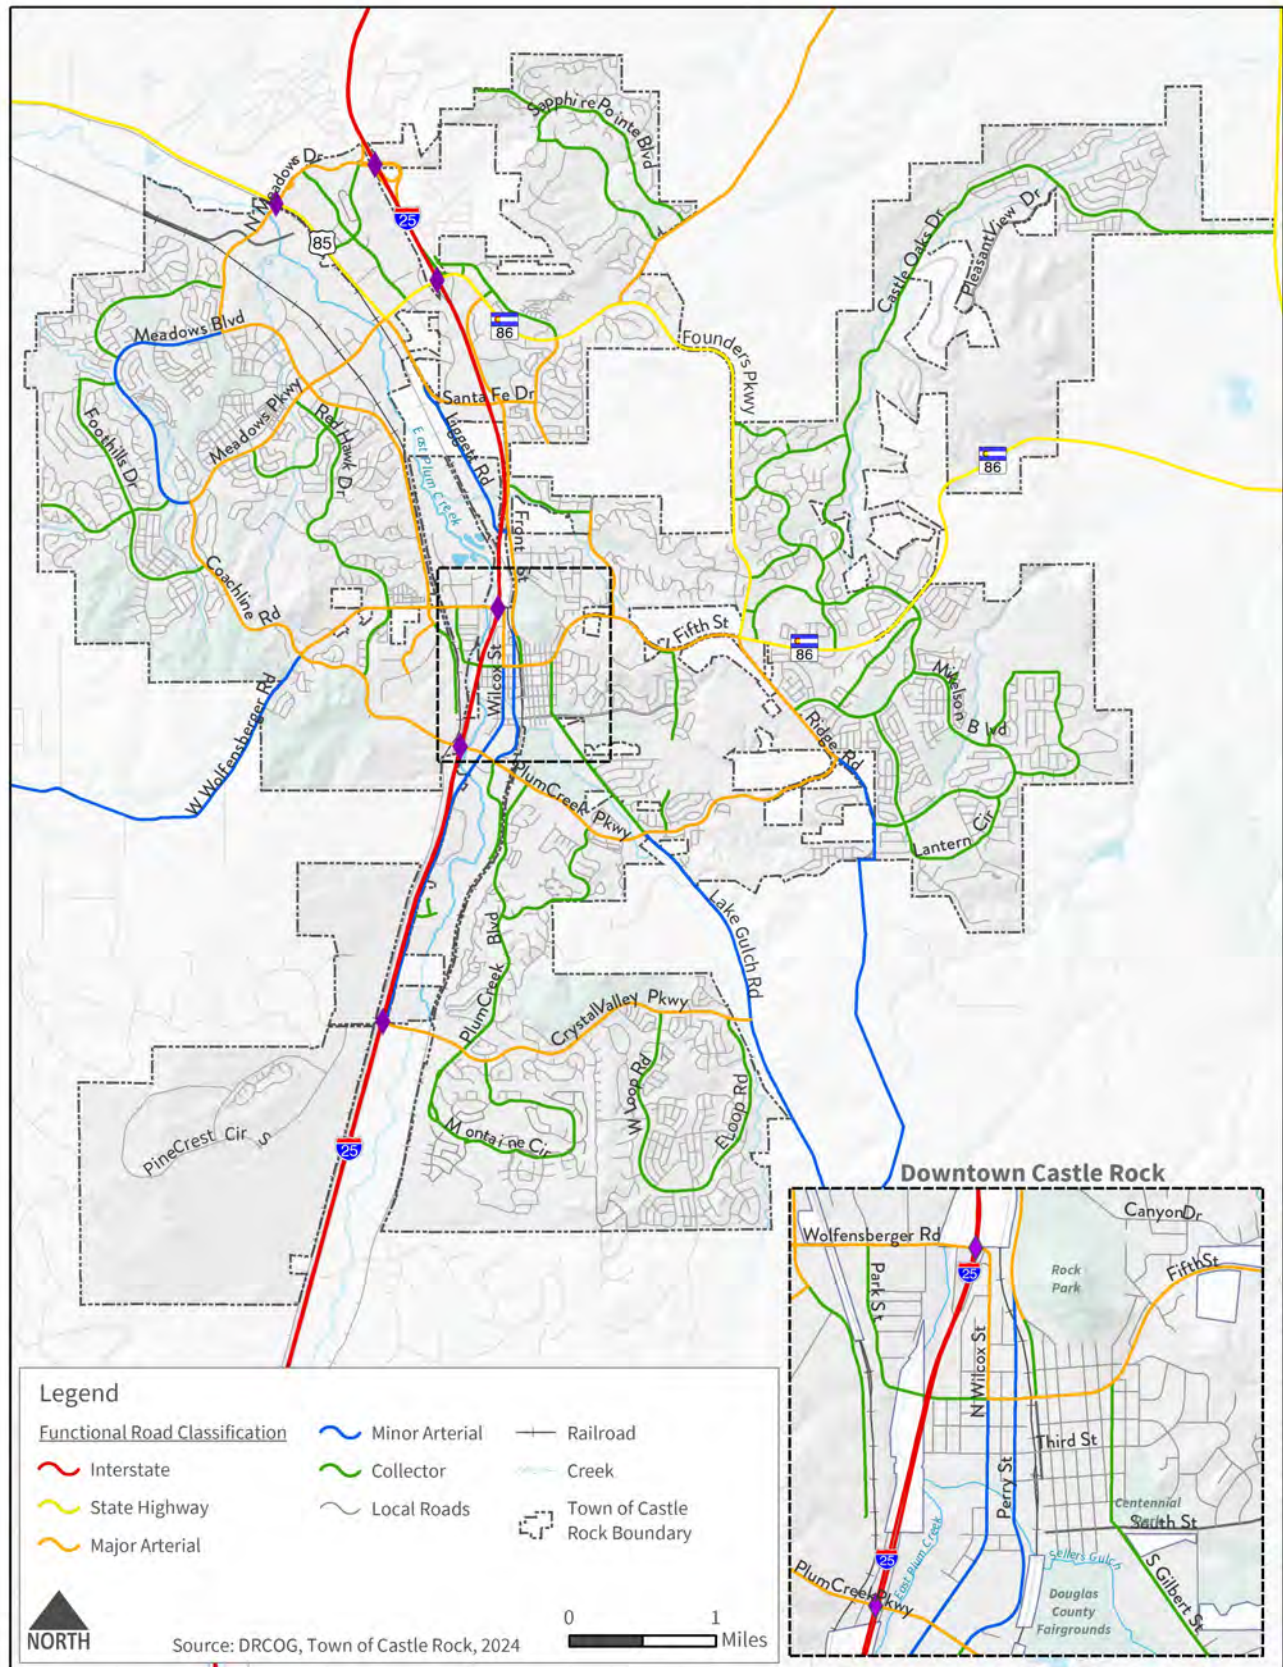 Sapphire Pointe Blvd
N Meadows Dr
25
85
Castle Oaks Dr
Pleasant View Dr
86
Founders Pkwy
Meadows Blvd
Santa Fe Dr
Meadows Pkwy
Red Hawk Dr
Liggett Rd
East Plum Creek
Foothills Dr
86
Front St
Coachline Rd
Fifth St
86
Mikelson Blvd
Wilcox St
W Wolfensberger Rd
Ridge Rd
Plum Creek Pkwy
Lantern Cir
Lake Gulch Rd
Plum Creek Blvd
Crystal Valley Pkwy
W Loop Rd
E Loop Rd
Montaine Cir
PineCrest Cir S
25
Downtown Castle Rock
Canyon Dr
Wolfensberger Rd
Fifth St
25
Rock
Park
Park St
N Wilcox St
Third St
Perry St
Centennial
South St
East Plum Creek
Sellers Gulch
25
S Gilbert St
Plum Creek Pkwy
Douglas
County
Fairgrounds
Legend
Functional Road Classification
Interstate
State Highway
Major Arterial
Minor Arterial
Collector
Local Roads
Railroad
Creek
Town of Castle
Rock Boundary
NORTH
Source: DRCOG, Town of Castle Rock, 2024
0 1
Miles